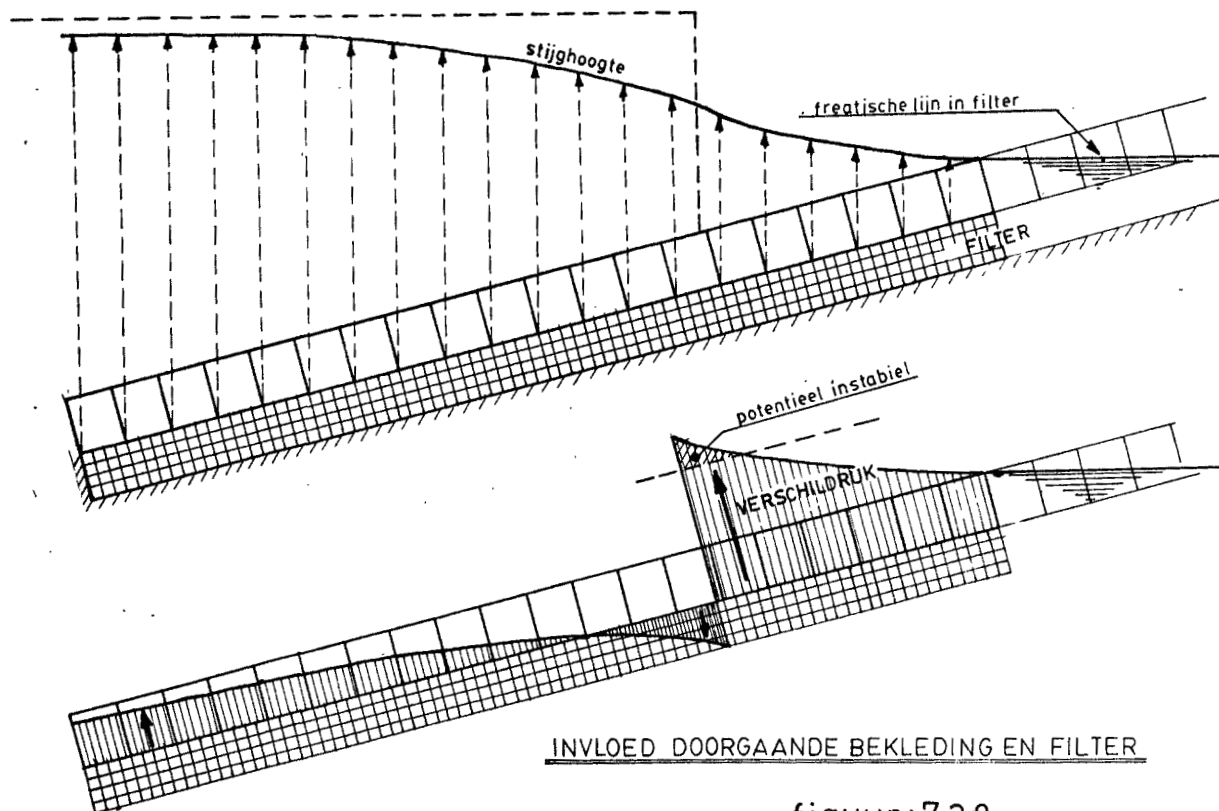 stijghoogte
freatische lijn in filter
FILTER
potentieel instabiel
VERSCHILDRUK
INVLOED DOORGAANDE BEKLEDING EN FILTER